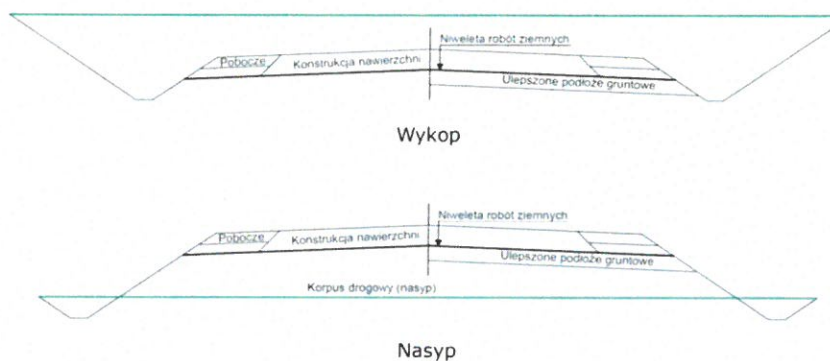 Niweleta robót ziemnych
Pobocze
Konstrukcja nawierzchni
Ulepszone podłoże gruntowe
Wykop
Niweleta robót ziemnych
Pobocze
Konstrukcja nawierzchni
Ulepszone podłoże gruntowe
Korpus drogowy (nasyp)
Nasyp